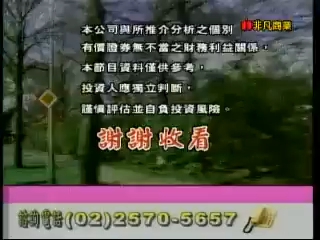 非凡商業
本公司與所推介分析之個別
有價證券無不當之財務利益關係，
本節目資料僅供參考，
投資人應獨立判斷，
謹慎評估並自負投資風險。
謝謝收看
諮詢電話(02)2570-5657